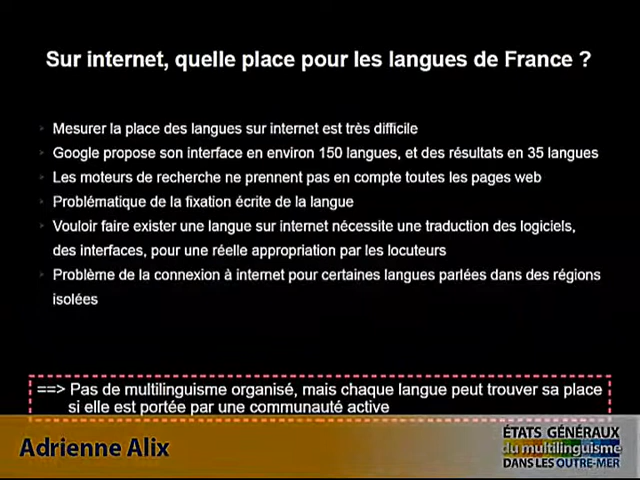 Sur internet, quelle place pour les langues de France ?
Mesurer la place des langues sur internet est très difficile
Google propose son interface en environ 150 langues, et des résultats en 35 langues
Les moteurs de recherche ne prennent pas en compte toutes les pages web
Problématique de la fixation écrite de la langue
Vouloir faire exister une langue sur internet nécessite une traduction des logiciels,
des interfaces, pour une réelle appropriation par les locuteurs
Problème de la connexion à internet pour certaines langues parlées dans des régions
isolées
==> Pas de multilinguisme organisé, mais chaque langue peut trouver sa place
si elle est portée par une communauté active
Adrienne Alix
ÉTATS GÉNÉRAUX
du multilinguisme
DANS LES OUTRE-MER